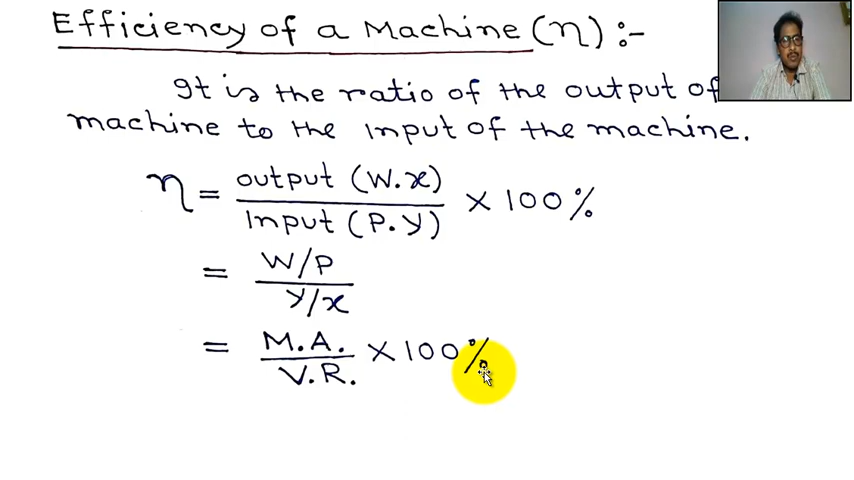 Efficiency of a Machine (η) :-
It is the ratio of the output of
machine to the input of the machine.
η = output (W.x) / Input (P.y) × 100%
= W/P / y/x
= M.A. / V.R. × 100%